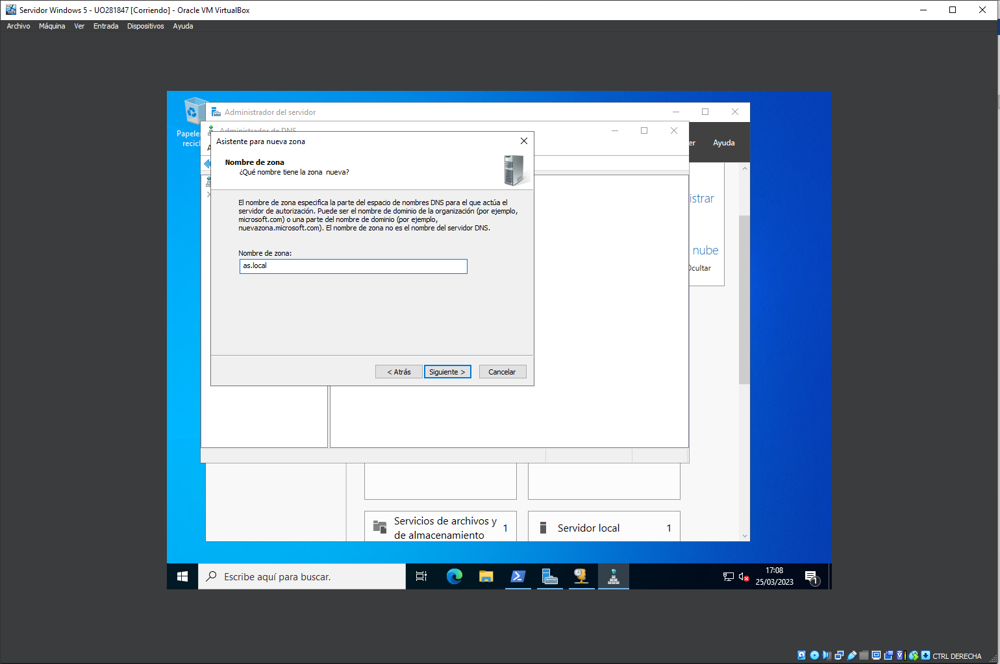 Servidor Windows 5 - UO281847 [Corriendo] - Oracle VM VirtualBox
Archivo Máquina Ver Entrada Dispositivos Ayuda
Administrador del servidor
Administrador de DNS
Asistente para nueva zona
Ayuda
Nombre de zona
¿Qué nombre tiene la zona nueva?
El nombre de zona especifica la parte del espacio de nombres DNS para el que actúa el
servidor de autorización. Puede ser el nombre de dominio de la organización (por ejemplo,
microsoft.com) o una parte del nombre de dominio (por ejemplo,
nuevazona.microsoft.com). El nombre de zona no es el nombre del servidor DNS.
nube
Ocultar
Nombre de zona:
as.local
< Atrás Siguiente > Cancelar
Servicios de archivos y
de almacenamiento
1
Servidor local 1
Escribe aquí para buscar.
17:08
25/03/2023
1
CTRL DERECHA